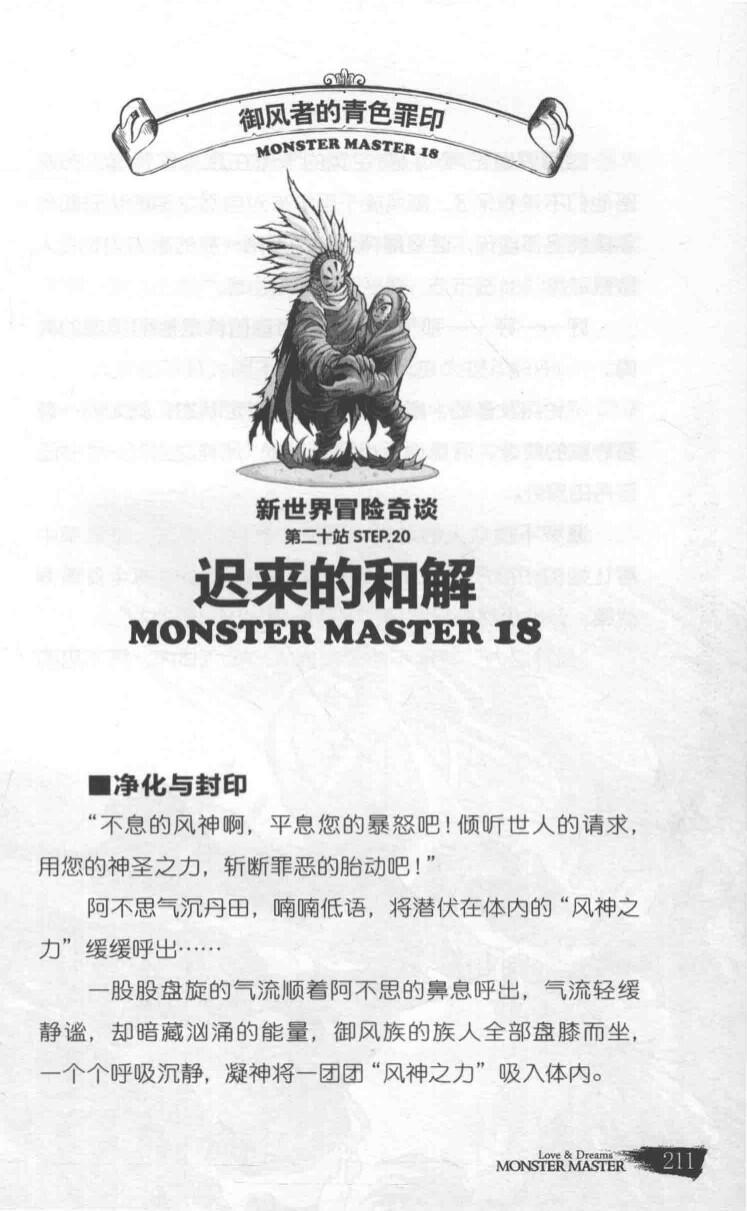 御风者的青色罪印
MONSTER MASTER 18
新世界冒险奇谈
第二十站 STEP.20
迟来的和解
MONSTER MASTER 18
■净化与封印
“不息的风神啊，平息您的暴怒吧！倾听世人的请求，
用您的神圣之力，斩断罪恶的胎动吧！”
阿不思气沉丹田，喃喃低语，将潜伏在体内的“风神之
力”缓缓呼出……
一股股盘旋的气流顺着阿不思的鼻息呼出，气流轻缓
静谧，却暗藏汹涌的能量，御风族的族人全部盘膝而坐，
一个个呼吸沉静，凝神将一团团“风神之力”吸入体内。
Love & Dreams
MONSTER MASTER
211